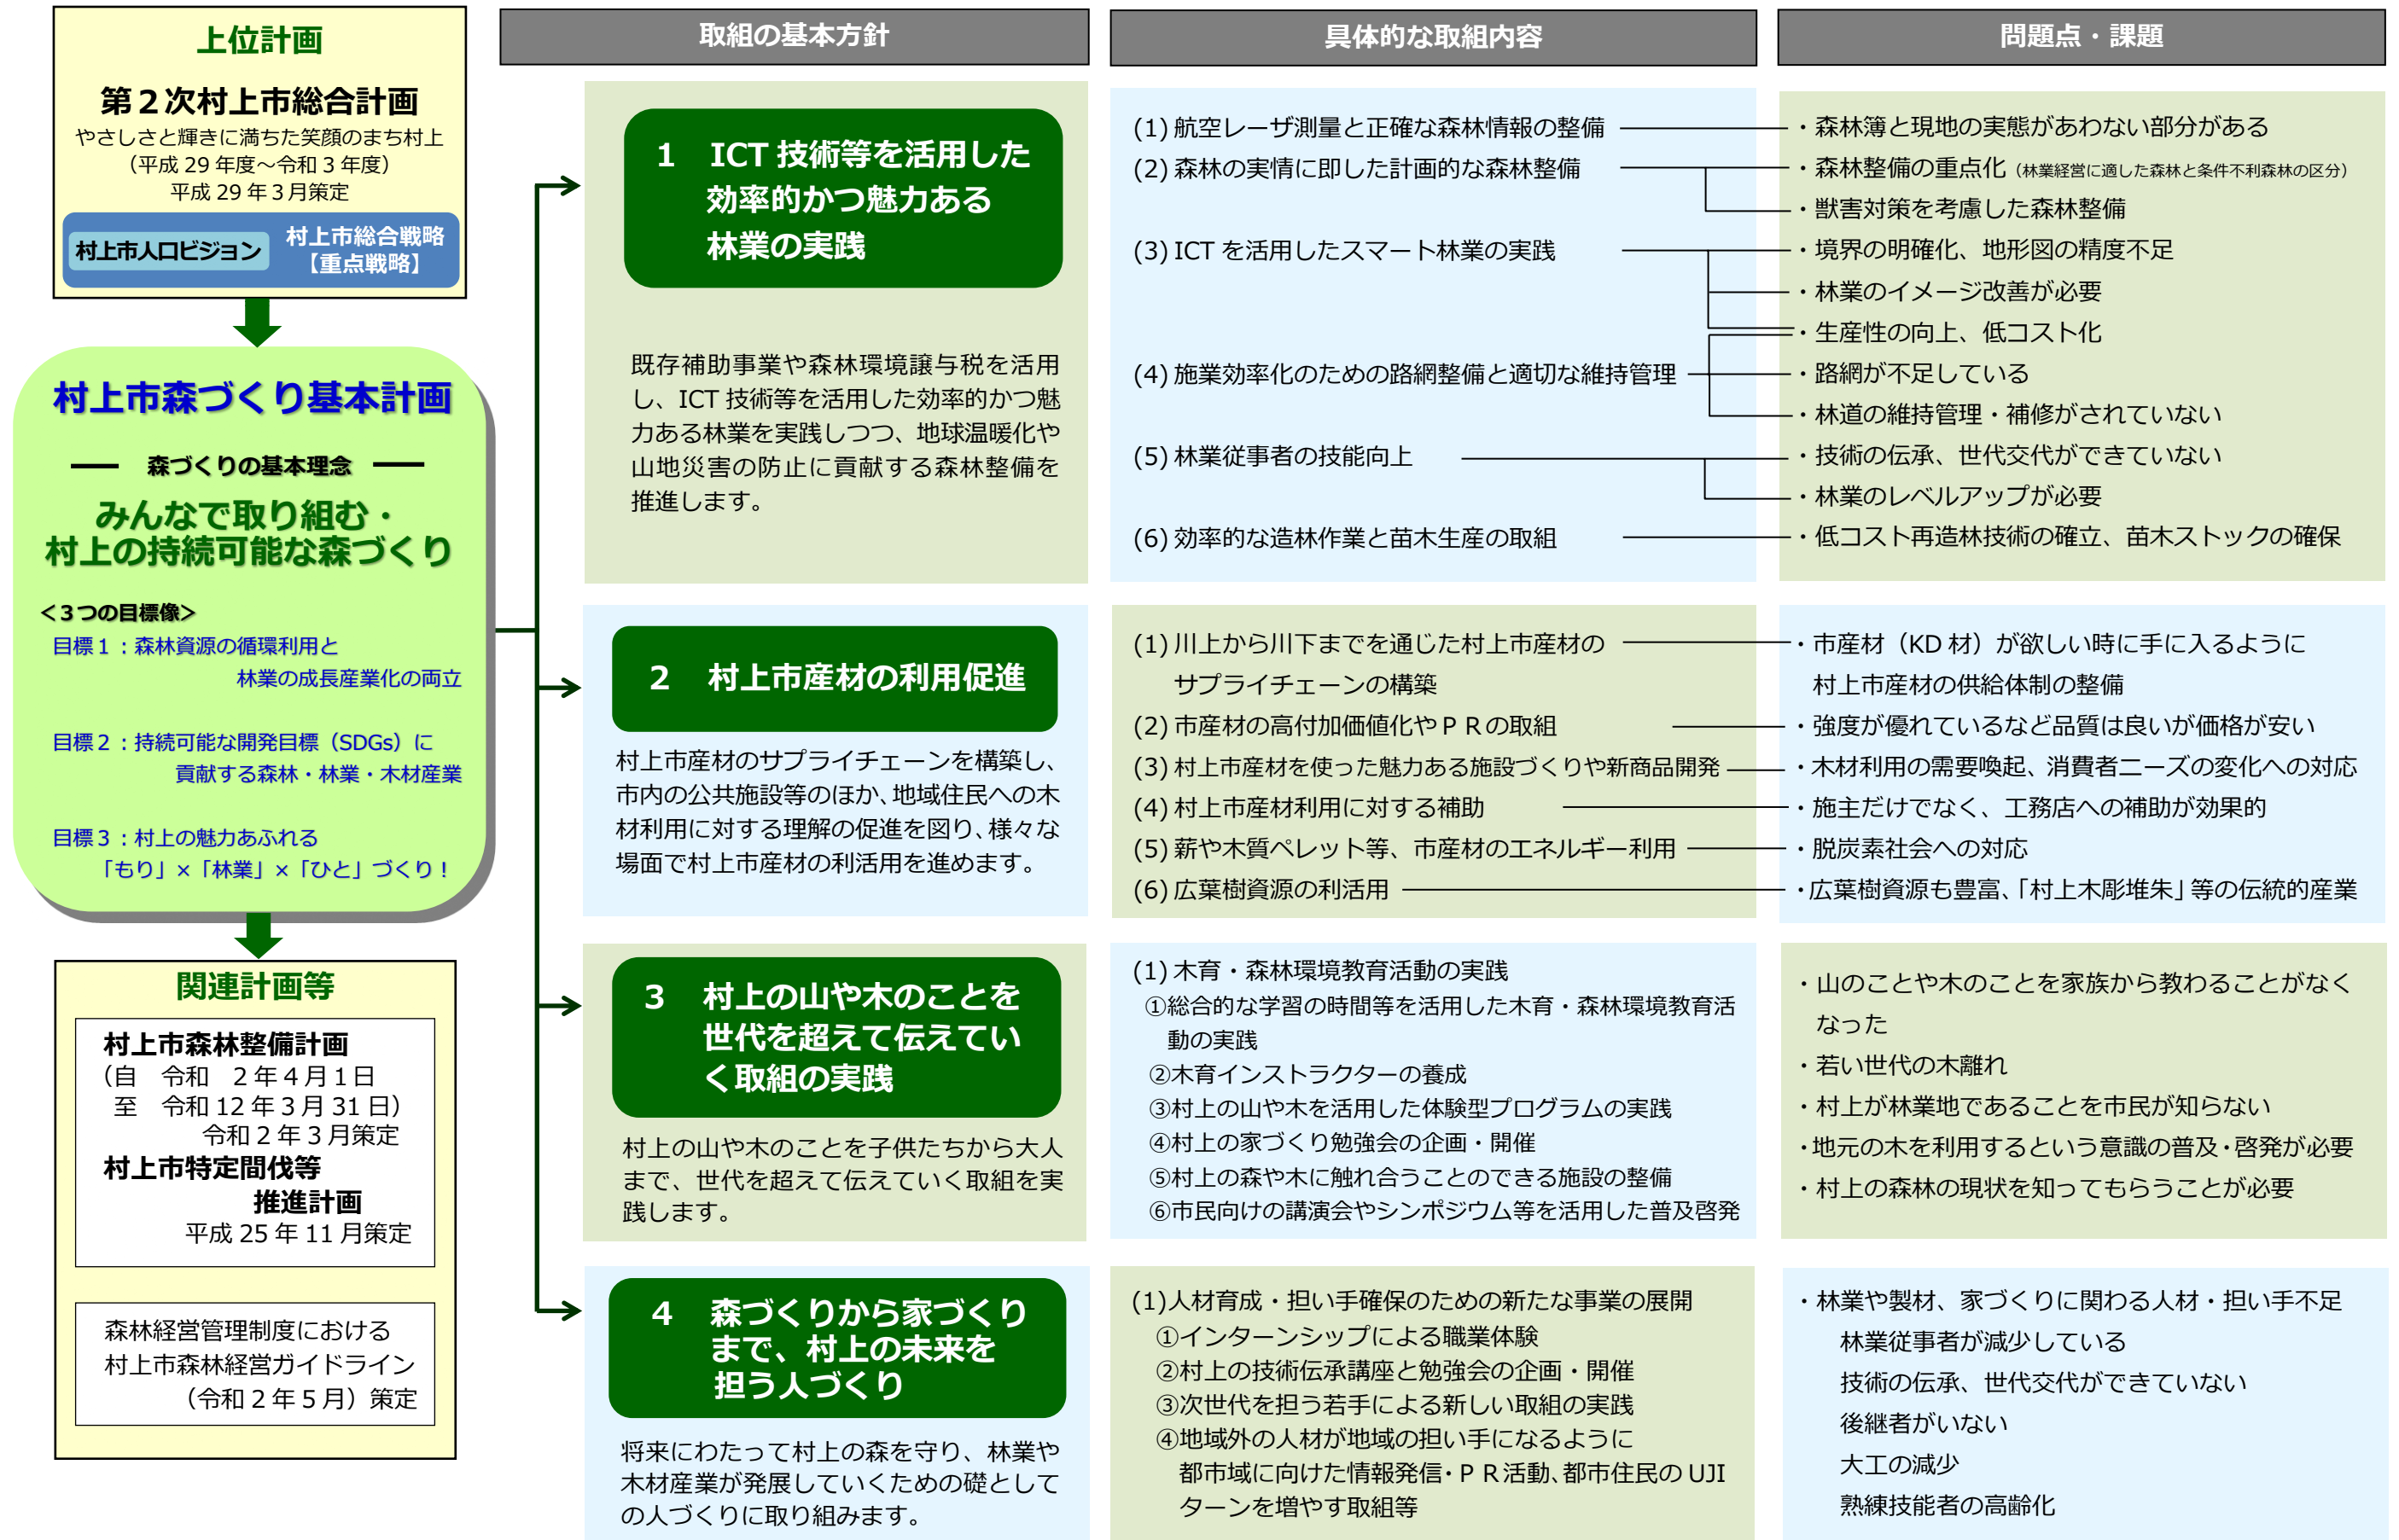 上位計画
第２次村上市総合計画
やさしさと輝きに満ちた笑顔のまち村上
（平成 29 年度～令和 3 年度）
平成 29 年３月策定
村上市人口ビジョン
村上市総合戦略
【重点戦略】
村上市森づくり基本計画
森づくりの基本理念
みんなで取り組む・
村上の持続可能な森づくり
＜３つの目標像＞
目標１：森林資源の循環利用と
林業の成長産業化の両立
目標２：持続可能な開発目標（SDGs）に
貢献する森林・林業・木材産業
目標３：村上の魅力あふれる
「もり」×「林業」×「ひと」づくり！
関連計画等
村上市森林整備計画
（自　令和　２年４月１日
至　令和 12 年３月 31 日）
令和２年３月策定
村上市特定間伐等
推進計画
平成 25 年 11 月策定
森林経営管理制度における
村上市森林経営ガイドライン
（令和２年５月）策定
取組の基本方針
１　ICT 技術等を活用した
効率的かつ魅力ある
林業の実践
既存補助事業や森林環境譲与税を活用
し、ICT 技術等を活用した効率的かつ魅
力ある林業を実践しつつ、地球温暖化や
山地災害の防止に貢献する森林整備を
推進します。
２　村上市産材の利用促進
村上市産材のサプライチェーンを構築し、
市内の公共施設等のほか、地域住民への木
材利用に対する理解の促進を図り、様々な
場面で村上市産材の利活用を進めます。
３　村上の山や木のことを
世代を超えて伝えてい
く取組の実践
村上の山や木のことを子供たちから大人
まで、世代を超えて伝えていく取組を実
践します。
４　森づくりから家づくり
まで、村上の未来を
担う人づくり
将来にわたって村上の森を守り、林業や
木材産業が発展していくための礎として
の人づくりに取り組みます。
具体的な取組内容
(1) 航空レーザ測量と正確な森林情報の整備
(2) 森林の実情に即した計画的な森林整備
(3) ICT を活用したスマート林業の実践
(4) 施業効率化のための路網整備と適切な維持管理
(5) 林業従事者の技能向上
(6) 効率的な造林作業と苗木生産の取組
(1) 川上から川下までを通じた村上市産材の
サプライチェーンの構築
(2) 市産材の高付加価値化やＰＲの取組
(3) 村上市産材を使った魅力ある施設づくりや新商品開発
(4) 村上市産材利用に対する補助
(5) 薪や木質ペレット等、市産材のエネルギー利用
(6) 広葉樹資源の利活用
(1) 木育・森林環境教育活動の実践
①総合的な学習の時間等を活用した木育・森林環境教育活
動の実践
②木育インストラクターの養成
③村上の山や木を活用した体験型プログラムの実践
④村上の家づくり勉強会の企画・開催
⑤村上の森や木に触れ合うことのできる施設の整備
⑥市民向けの講演会やシンポジウム等を活用した普及啓発
(1)人材育成・担い手確保のための新たな事業の展開
①インターンシップによる職業体験
②村上の技術伝承講座と勉強会の企画・開催
③次世代を担う若手による新しい取組の実践
④地域外の人材が地域の担い手になるように
都市域に向けた情報発信・ＰＲ活動、都市住民の UJI
ターンを増やす取組等
問題点・課題
・森林簿と現地の実態があわない部分がある
・森林整備の重点化（林業経営に適した森林と条件不利森林の区分）
・獣害対策を考慮した森林整備
・境界の明確化、地形図の精度不足
・林業のイメージ改善が必要
・生産性の向上、低コスト化
・路網が不足している
・林道の維持管理・補修がされていない
・技術の伝承、世代交代ができていない
・林業のレベルアップが必要
・低コスト再造林技術の確立、苗木ストックの確保
・市産材（KD 材）が欲しい時に手に入るように
村上市産材の供給体制の整備
・強度が優れているなど品質は良いが価格が安い
・木材利用の需要喚起、消費者ニーズの変化への対応
・施主だけでなく、工務店への補助が効果的
・脱炭素社会への対応
・広葉樹資源も豊富、「村上木彫堆朱」等の伝統的産業
・山のことや木のことを家族から教わることがなく
なった
・若い世代の木離れ
・村上が林業地であることを市民が知らない
・地元の木を利用するという意識の普及・啓発が必要
・村上の森林の現状を知ってもらうことが必要
・林業や製材、家づくりに関わる人材・担い手不足
林業従事者が減少している
技術の伝承、世代交代ができていない
後継者がいない
大工の減少
熟練技能者の高齢化